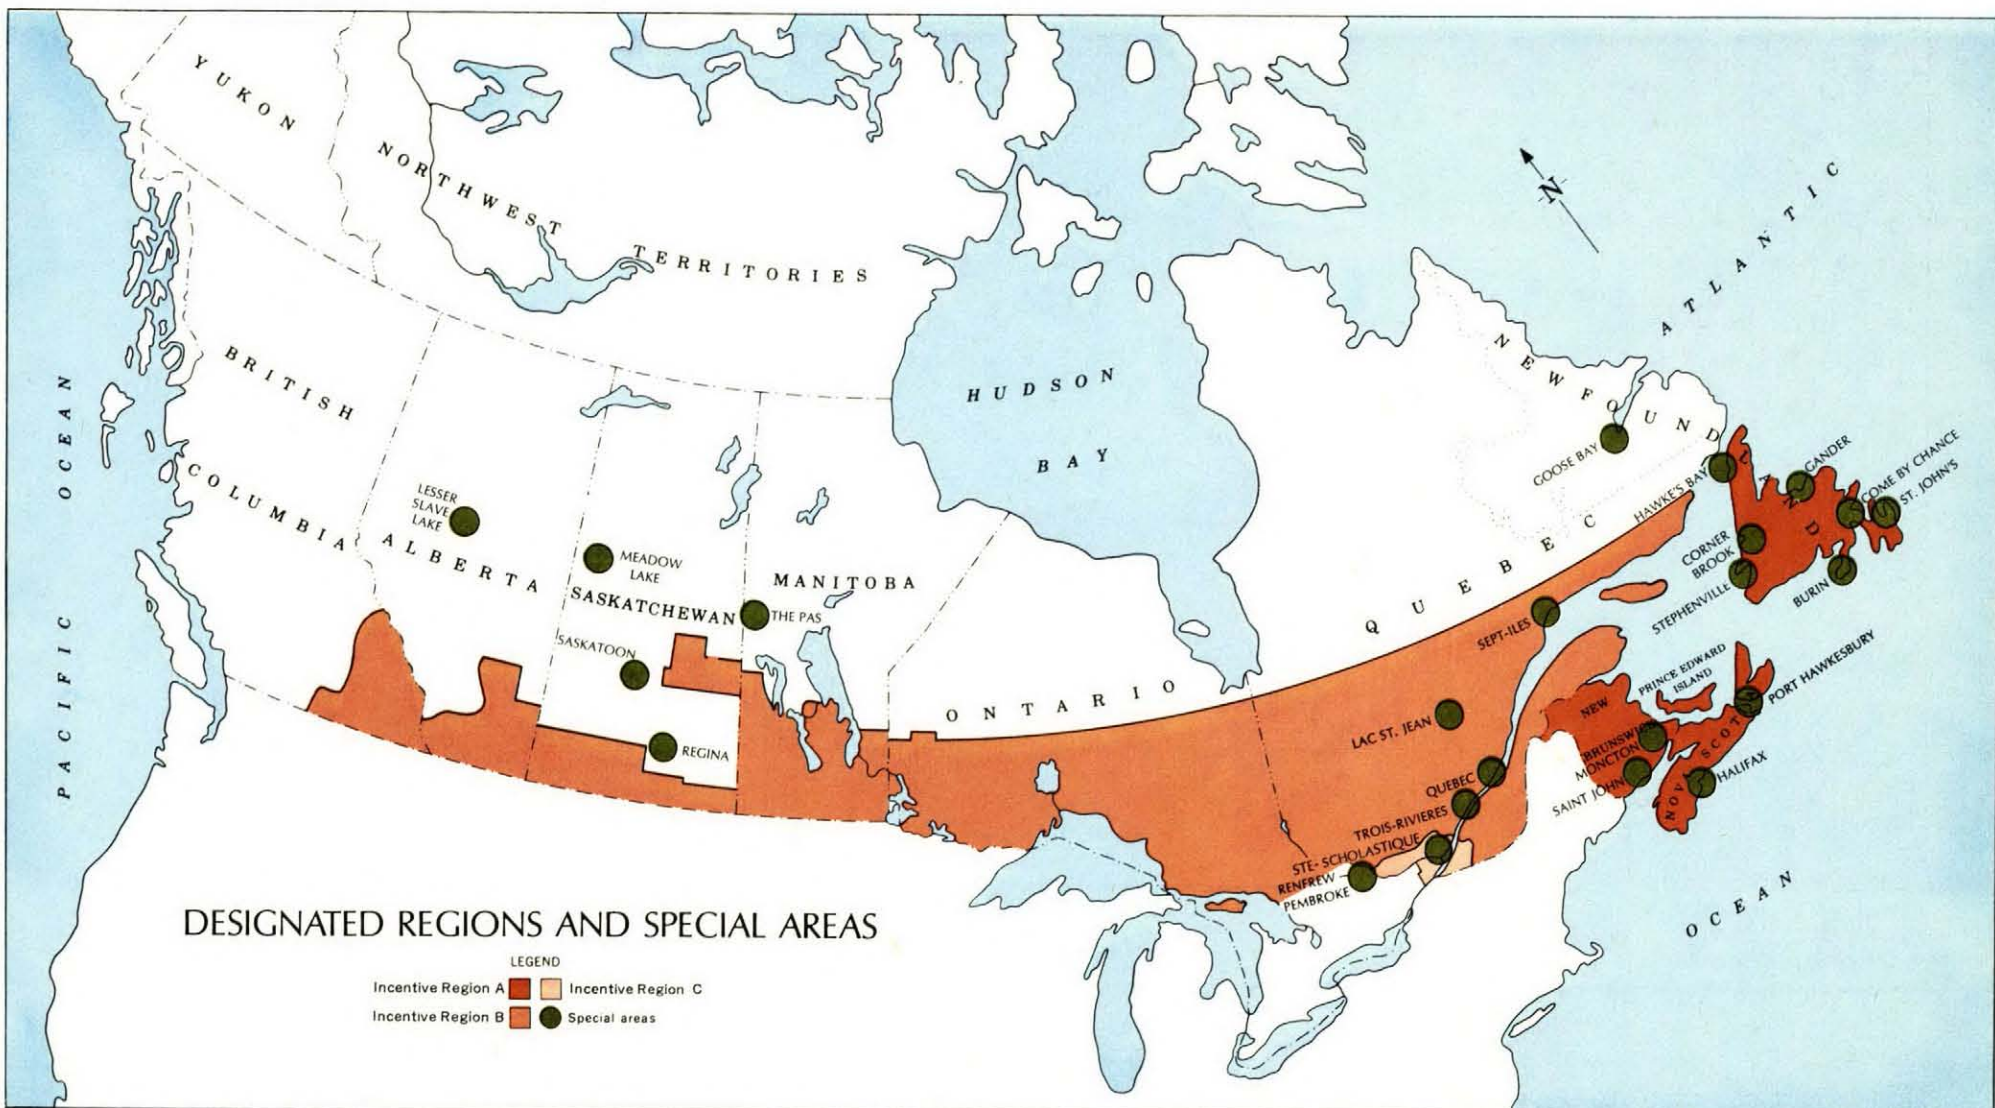 YUKON
NORTHWEST
TERRITORIES
BRITISH
COLUMBIA
PACIFIC OCEAN
HUDSON
BAY
ATLANTIC
N
NEWFOUNDLAND
GOOSE BAY
HAWKE'S BAY
GANDER
COME BY CHANCE
ST. JOHN'S
CORNER
BROOK
STEPHENVILLE
BURIN
LESSER
SLAVE
LAKE
ALBERTA
MEADOW
LAKE
SASKATCHEWAN
SASKATOON
REGINA
MANITOBA
THE PAS
ONTARIO
QUEBEC
SEPT-ILES
LAC ST. JEAN
QUEBEC
TROIS-RIVIERES
STE-SCHOLASTIQUE
RENFREW
PEMBROKE
PRINCE EDWARD
ISLAND
NEW
BRUNSWICK
MONCTON
SAINT JOHN
NOVA SCOTIA
PORT HAWKESBURY
HALIFAX
OCEAN
DESIGNATED REGIONS AND SPECIAL AREAS
LEGEND
Incentive Region A
Incentive Region C
Incentive Region B
Special areas